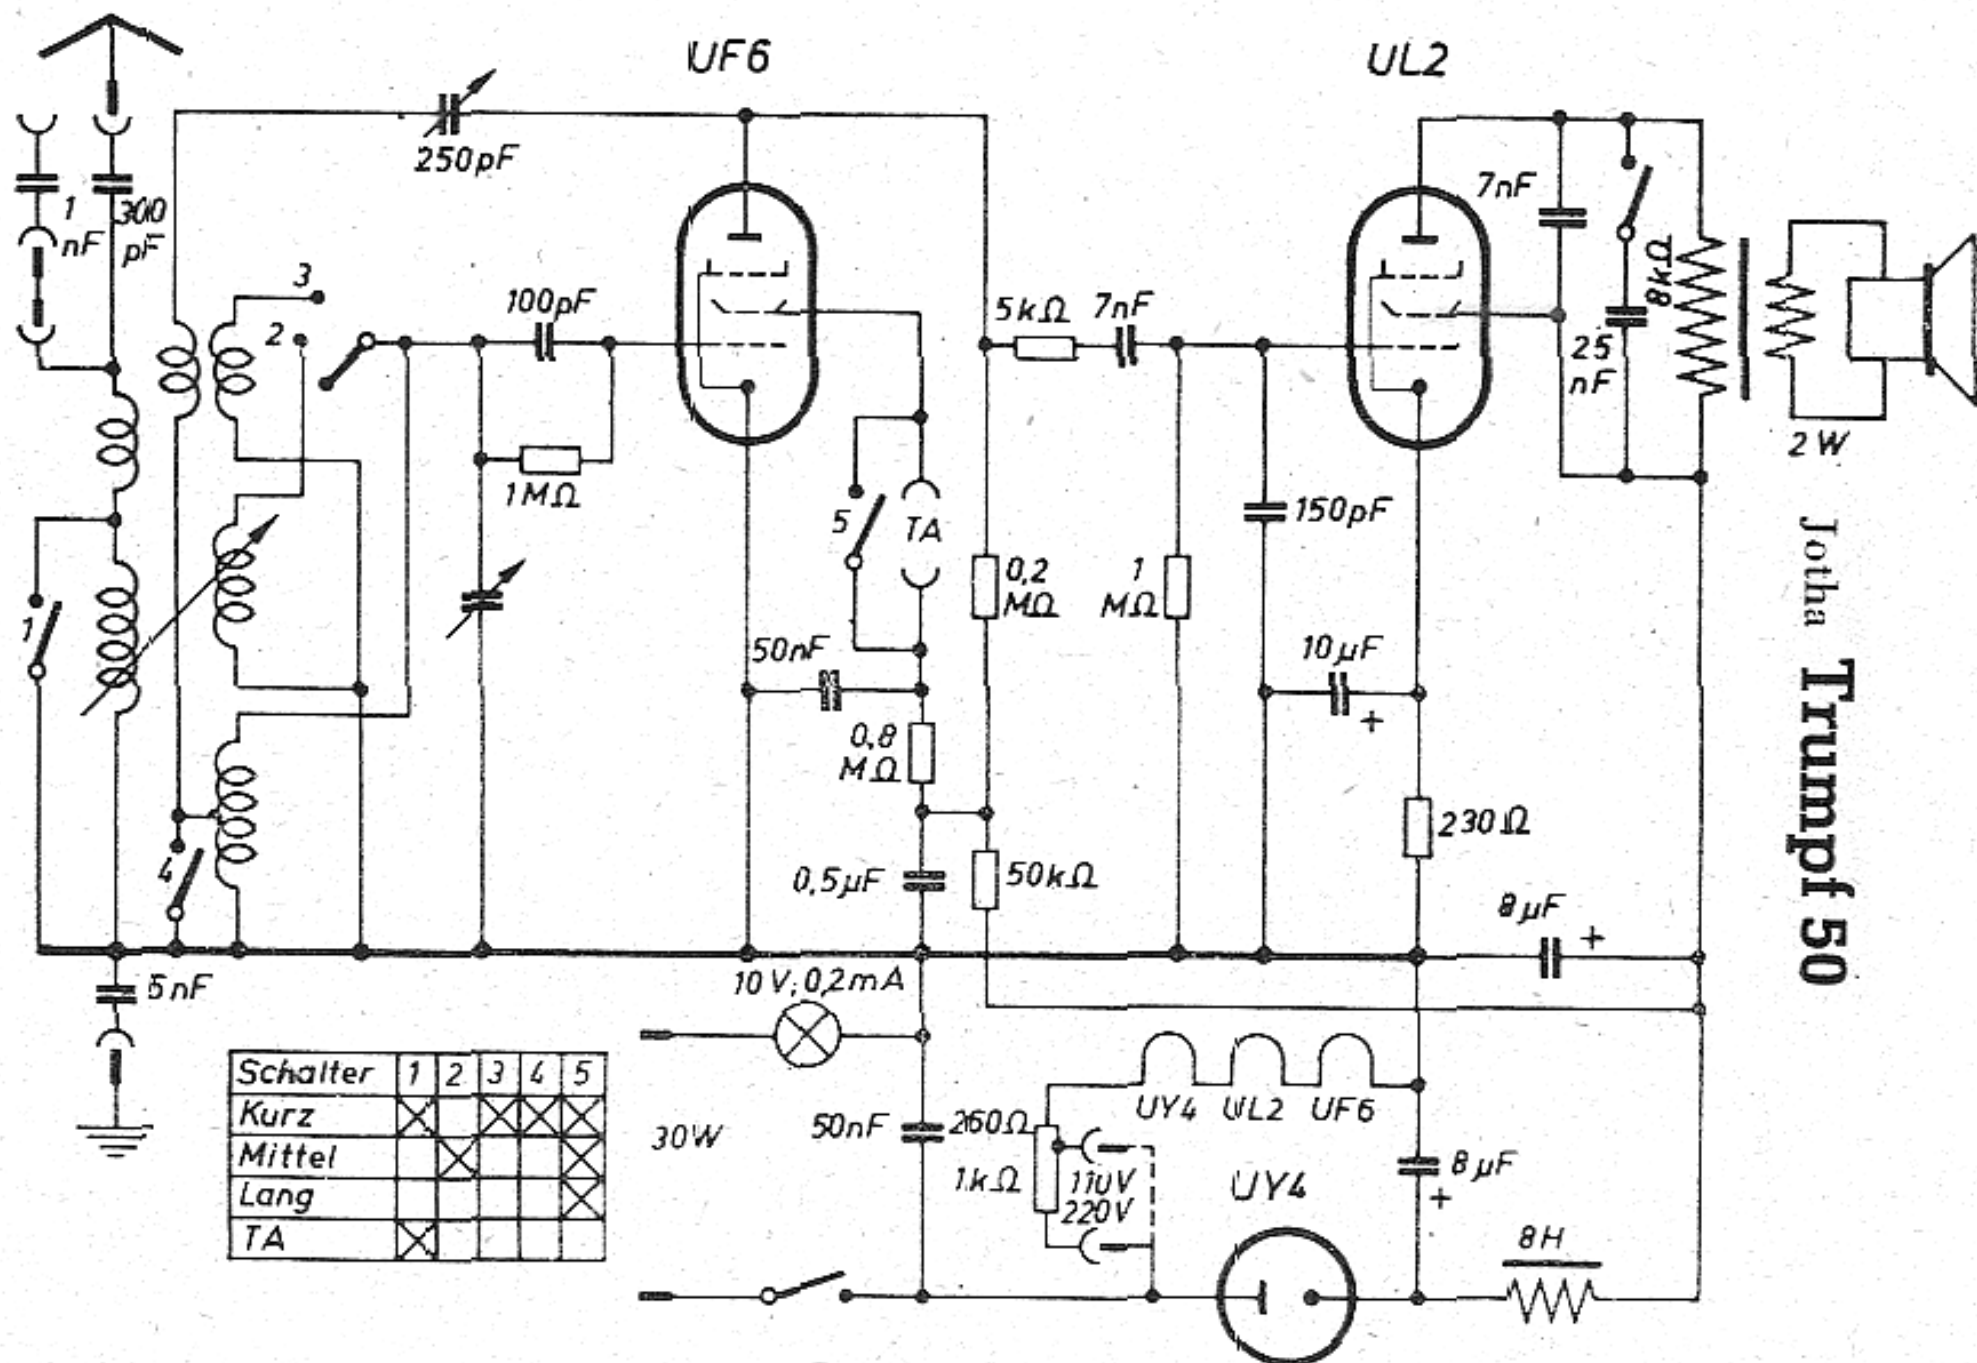 UF6
UL2
250pF
1
nF
300
pF
3
2
100pF
5kΩ
7nF
7nF
8kΩ
25
nF
2W
1MΩ
5
TA
150pF
0,2
MΩ
1
MΩ
1
50nF
10µF
+
0,8
MΩ
4
0,5µF
50kΩ
230Ω
8µF
+
5nF
10V; 0,2mA
Jotha Trumpf 50
Schalter 1 2 3 4 5
Kurz
Mittel
Lang
TA
30W
50nF
260Ω
1kΩ
110V
220V
UY4 UL2 UF6
UY4
8µF
+
8H